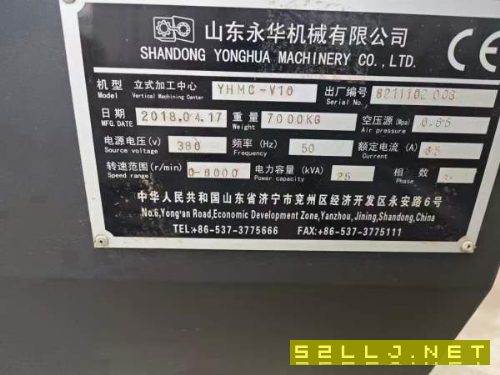 山东永华机械有限公司
SHANDONG YONGHUA MACHINERY CO., LTD.
CE
机型 立式加工中心 YHMC-V10 出厂编号
Model Vertical Machining Center Serial No.
日期 2018.04.17 重量 7000KG 空压源(Mpa)
MFG.DATE Weight Air pressure
电源电压(v) 380 频率(Hz) 50 额定电流(A)
Source voltage Frequency Current
转速范围(r/min) 0-8000 电力容量(kVA) 25 相数
Speed range Power capacity
中华人民共和国山东省济宁市兖州区经济开发区永安路6号
No.6,Yong'an Road,Economic Development Zone,Yanzhou,Jining,Shandong,China
TEL:+86-537-3775666 FAX:+86-537-3775111
52LLJ.NET